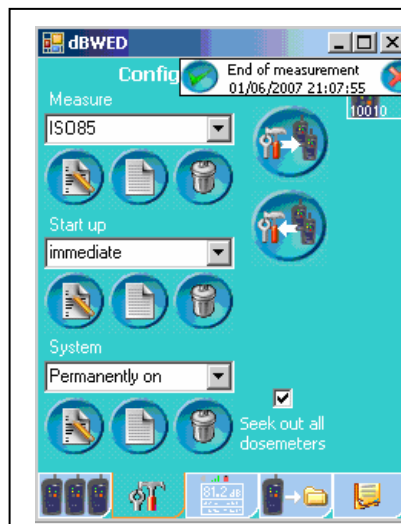 dBWED
Config
End of measurement
01/06/2007 21:07:55
Measure
10010
ISO85
Start up
immediate
System
Permanently on
Seek out all
dosemeters
81.2 dB